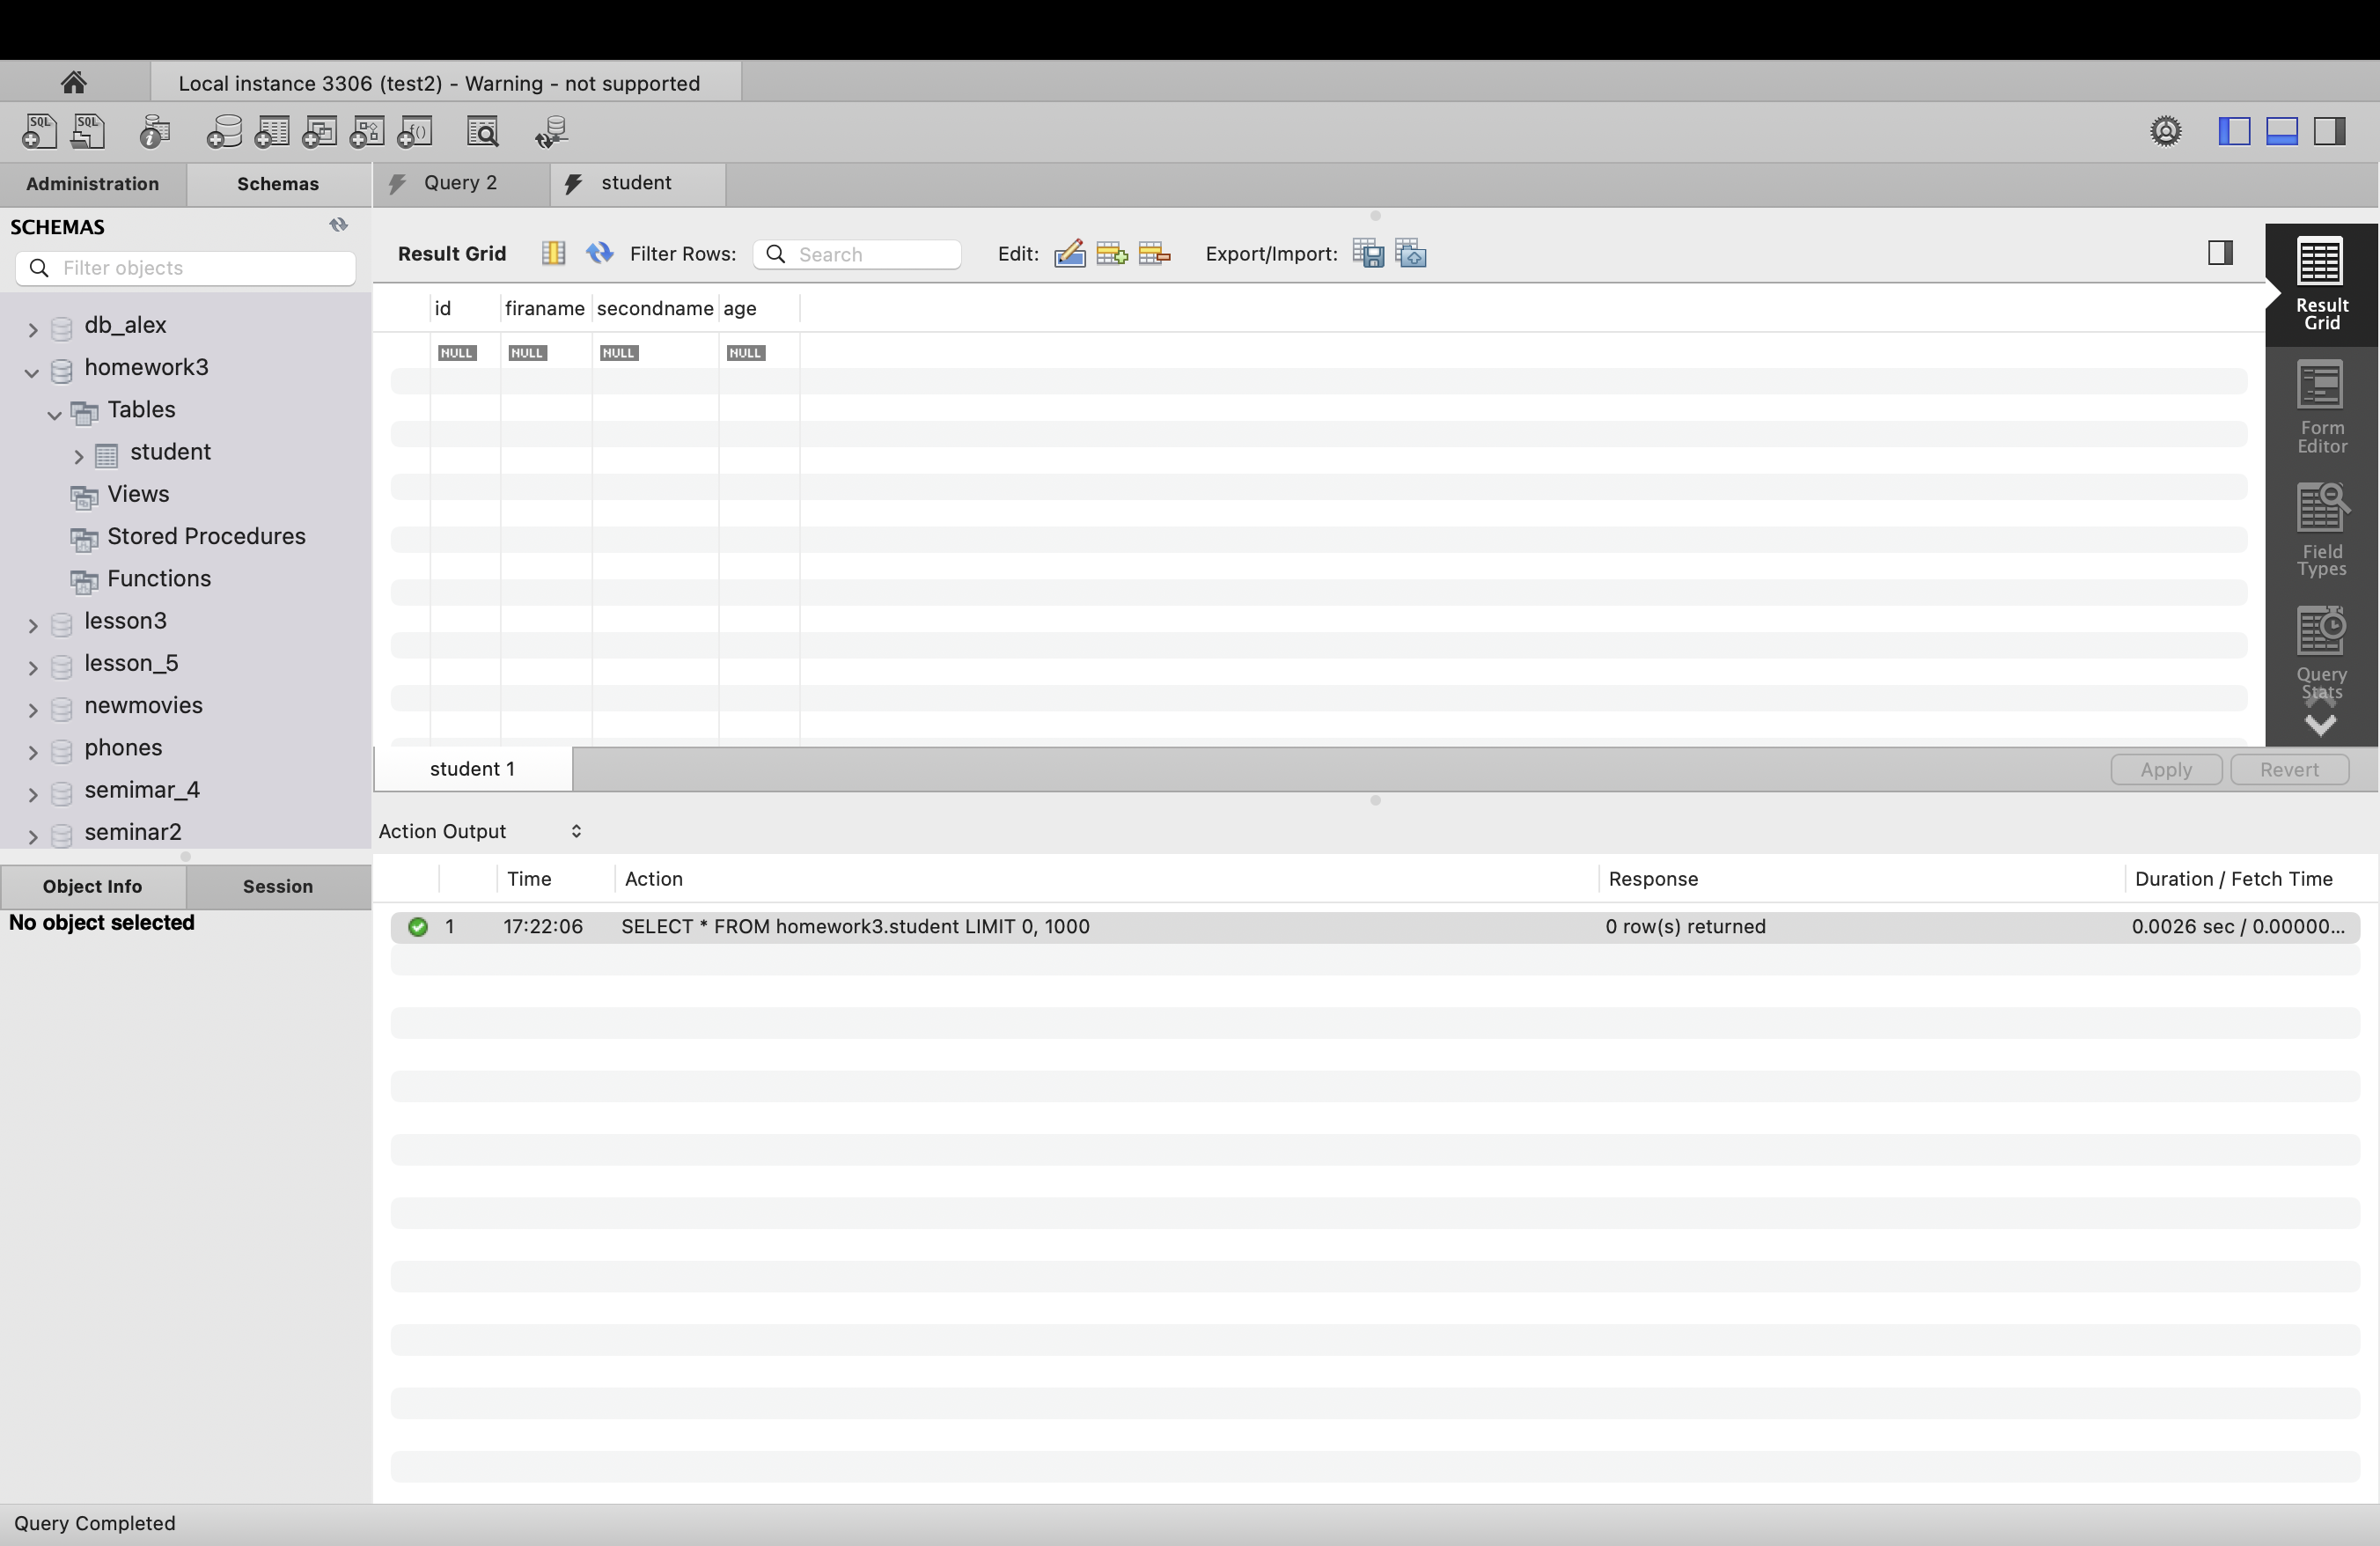 Local instance 3306 (test2) - Warning - not supported
SQL SQL
Administration Schemas Query 2 student
SCHEMAS
Filter objects
Result Grid Filter Rows: Search Edit: Export/Import:
id firaname secondname age
NULL NULL NULL NULL
db_alex
homework3
Tables
student
Views
Stored Procedures
Functions
lesson3
lesson_5
newmovies
phones
semimar_4
seminar2
Result
Grid
Form
Editor
Field
Types
Query
Stats
student 1 Apply Revert
Action Output
Object Info Session
No object selected
Time Action Response Duration / Fetch Time
1 17:22:06 SELECT * FROM homework3.student LIMIT 0, 1000 0 row(s) returned 0.0026 sec / 0.00000...
Query Completed